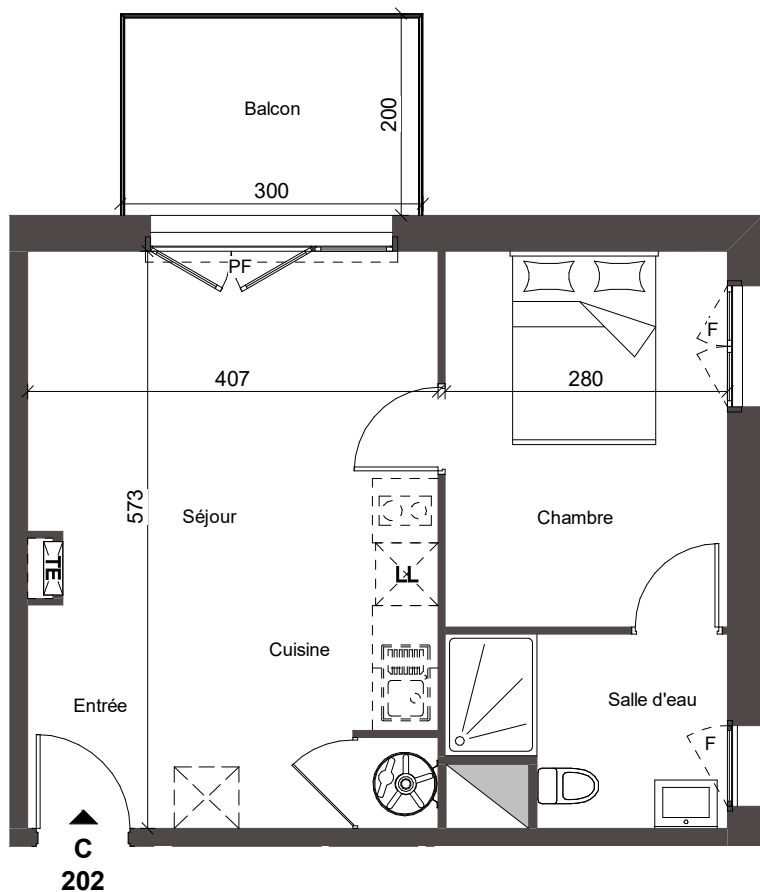 Balcon
200
300
PF
F
407
280
573
Séjour
Chambre
TE
LL
Cuisine
Entrée
Salle d'eau
F
C
202